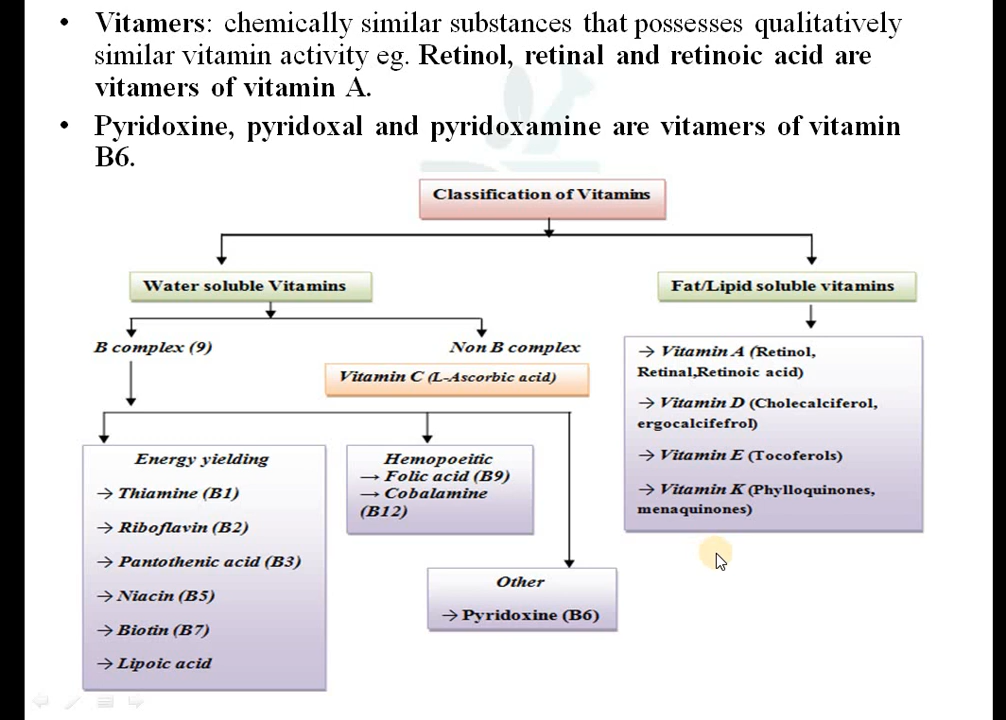 • Vitamers: chemically similar substances that possesses qualitatively
similar vitamin activity eg. Retinol, retinal and retinoic acid are
vitamers of vitamin A.
• Pyridoxine, pyridoxal and pyridoxamine are vitamers of vitamin
B6.
Classification of Vitamins
Water soluble Vitamins
Fat/Lipid soluble vitamins
B complex (9)
Non B complex
Vitamin C (L-Ascorbic acid)
→ Vitamin A (Retinol,
Retinal,Retinoic acid)
→ Vitamin D (Cholecalciferol,
ergocalcifefrol)
→ Vitamin E (Tocoferols)
→ Vitamin K (Phylloquinones,
menaquinones)
Energy yielding
→ Thiamine (B1)
→ Riboflavin (B2)
→ Pantothenic acid (B3)
→ Niacin (B5)
→ Biotin (B7)
→ Lipoic acid
Hemopoeitic
→ Folic acid (B9)
→ Cobalamine
(B12)
Other
→ Pyridoxine (B6)